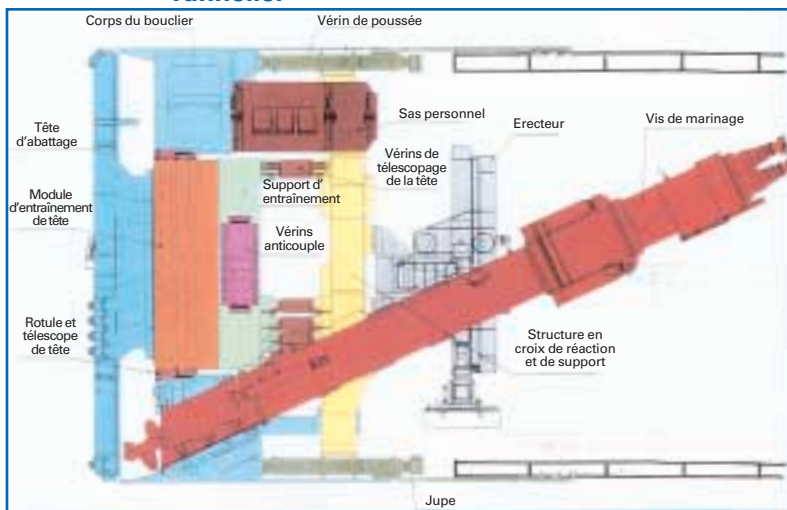 Corps du bouclier
Vérin de poussée
Tête
d'abattage
Sas personnel
Erecteur
Vis de marinage
Vérins de
télescopage
de la tête
Module
d'entraînement
de tête
Support d'
entraînement
Vérins
anticouple
Rotule et
télescope
de tête
Structure en
croix de réaction
et de support
Jupe